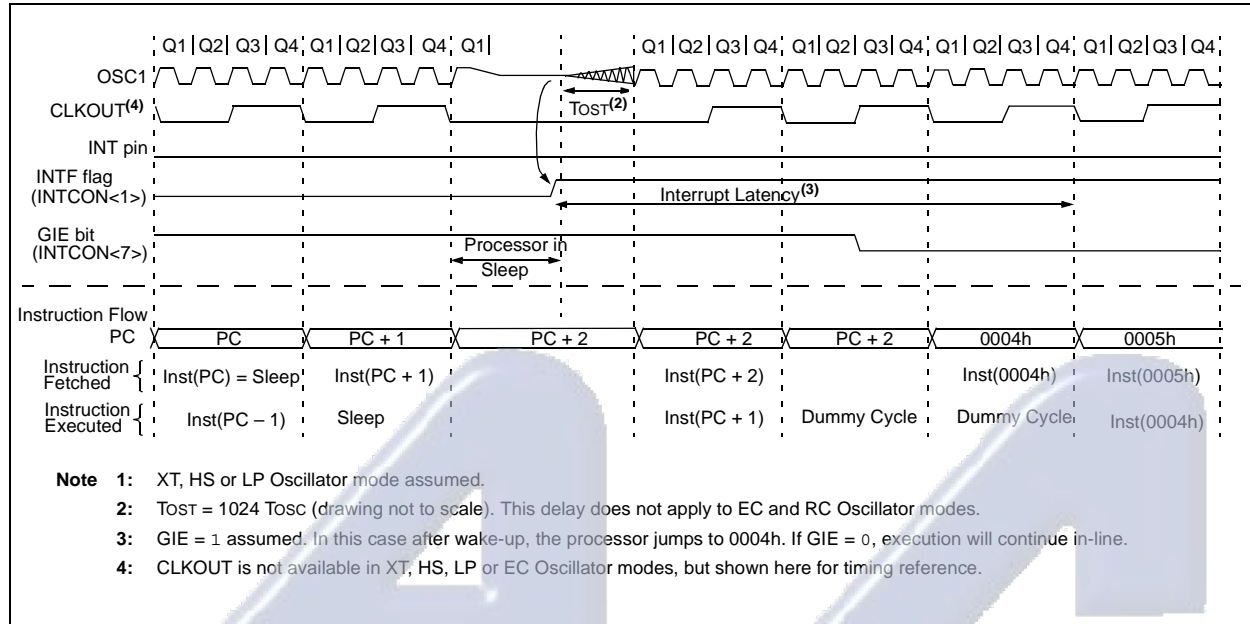 Q1 Q2 Q3 Q4 Q1 Q2 Q3 Q4 Q1 Q1 Q2 Q3 Q4 Q1 Q2 Q3 Q4 Q1 Q2 Q3 Q4 Q1 Q2 Q3 Q4
OSC1
CLKOUT(4)
TOST(2)
INT pin
INTF flag
(INTCON<1>)
Interrupt Latency(3)
GIE bit
(INTCON<7>)
Processor in
Sleep
Instruction Flow
PC PC PC + 1 PC + 2 PC + 2 PC + 2 0004h 0005h
Instruction
Fetched { Inst(PC) = Sleep Inst(PC + 1) Inst(PC + 2) Inst(0004h) Inst(0005h)
Instruction
Executed { Inst(PC – 1) Sleep Inst(PC + 1) Dummy Cycle Dummy Cycle Inst(0004h)
Note 1: XT, HS or LP Oscillator mode assumed.
2: TOST = 1024 TOSC (drawing not to scale). This delay does not apply to EC and RC Oscillator modes.
3: GIE = 1 assumed. In this case after wake-up, the processor jumps to 0004h. If GIE = 0, execution will continue in-line.
4: CLKOUT is not available in XT, HS, LP or EC Oscillator modes, but shown here for timing reference.